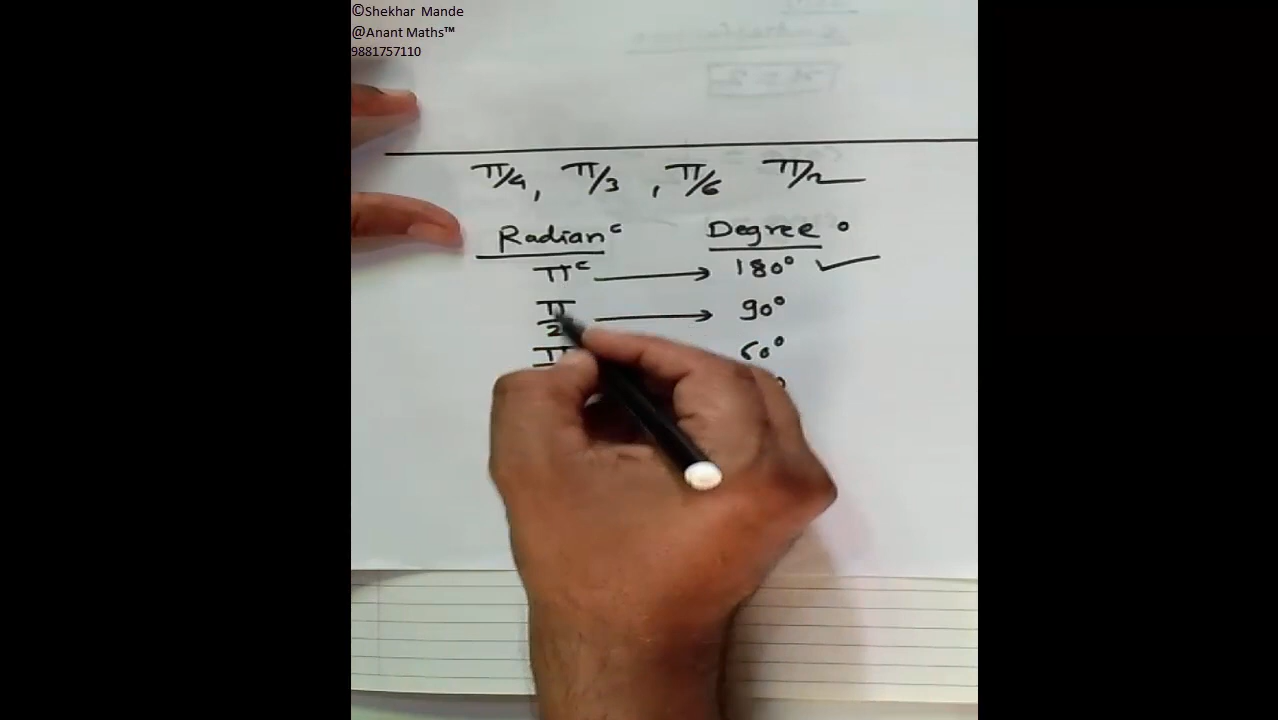 ©Shekhar Mande
@Anant Maths™
9881757110
π/4, π/3, π/6 π/2
Radianᶜ Degree °
πᶜ → 180° ✓
π/2 → 90°
π 60°